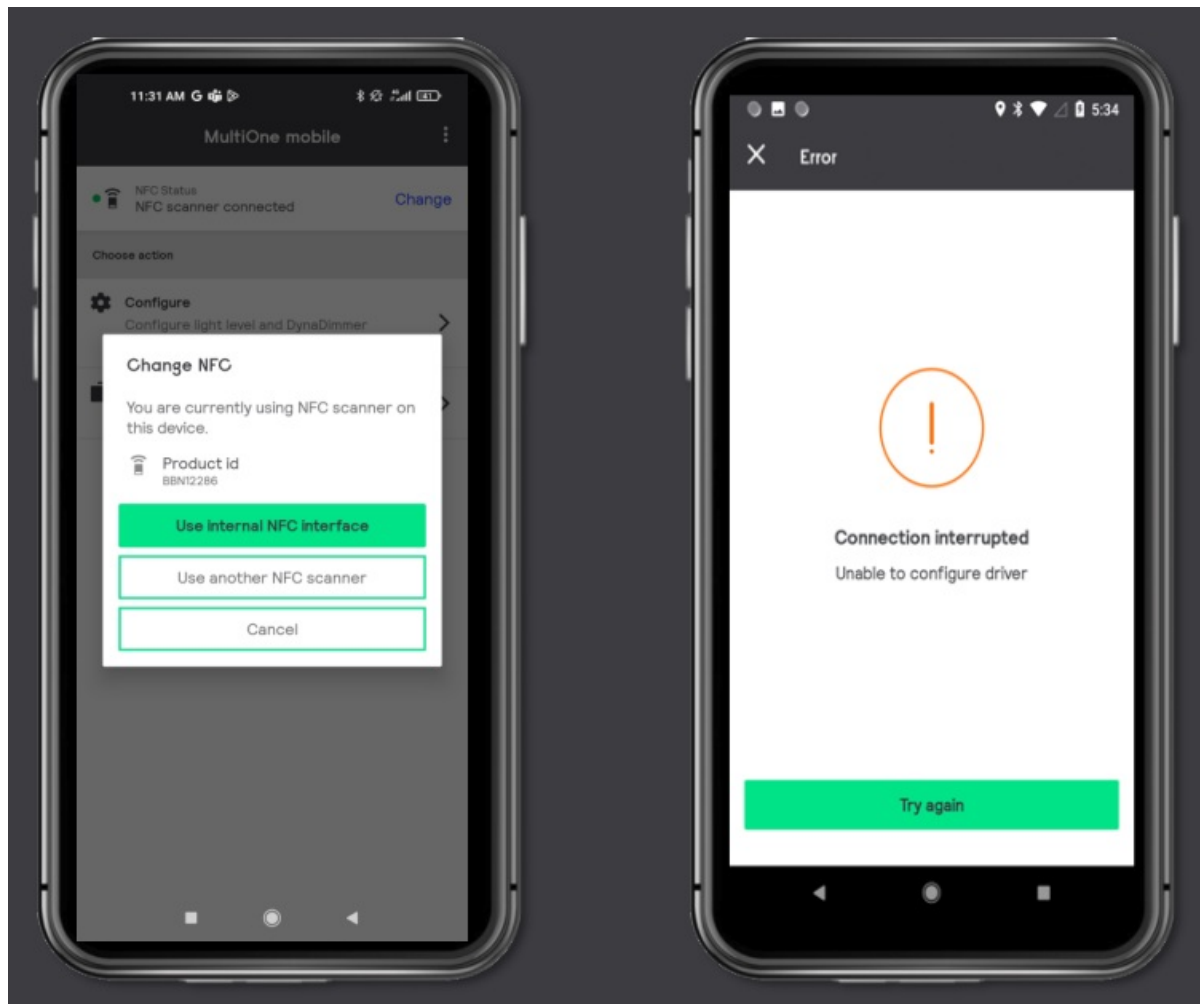 11:31 AM
MultiOne mobile
NFC Status
NFC scanner connected
Change
Choose action
Configure
Configure light level and DynaDimmer
Change NFC
You are currently using NFC scanner on
this device.
Product id
BBN12286
Use internal NFC interface
Use another NFC scanner
Cancel
5:34
Error
Connection interrupted
Unable to configure driver
Try again